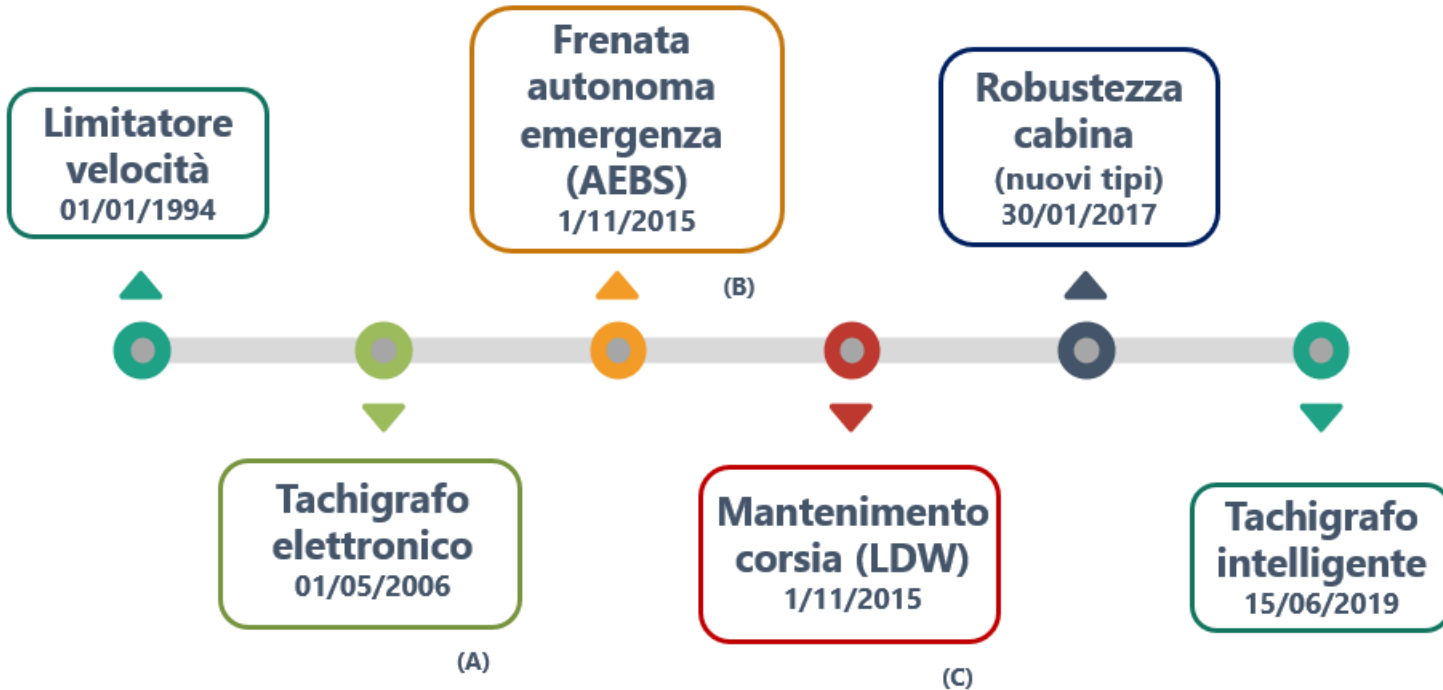 Limitatore
velocità
01/01/1994
Frenata
autonoma
emergenza
(AEBS)
1/11/2015
(B)
Robustezza
cabina
(nuovi tipi)
30/01/2017
Tachigrafo
elettronico
01/05/2006
(A)
Mantenimento
corsia (LDW)
1/11/2015
(C)
Tachigrafo
intelligente
15/06/2019